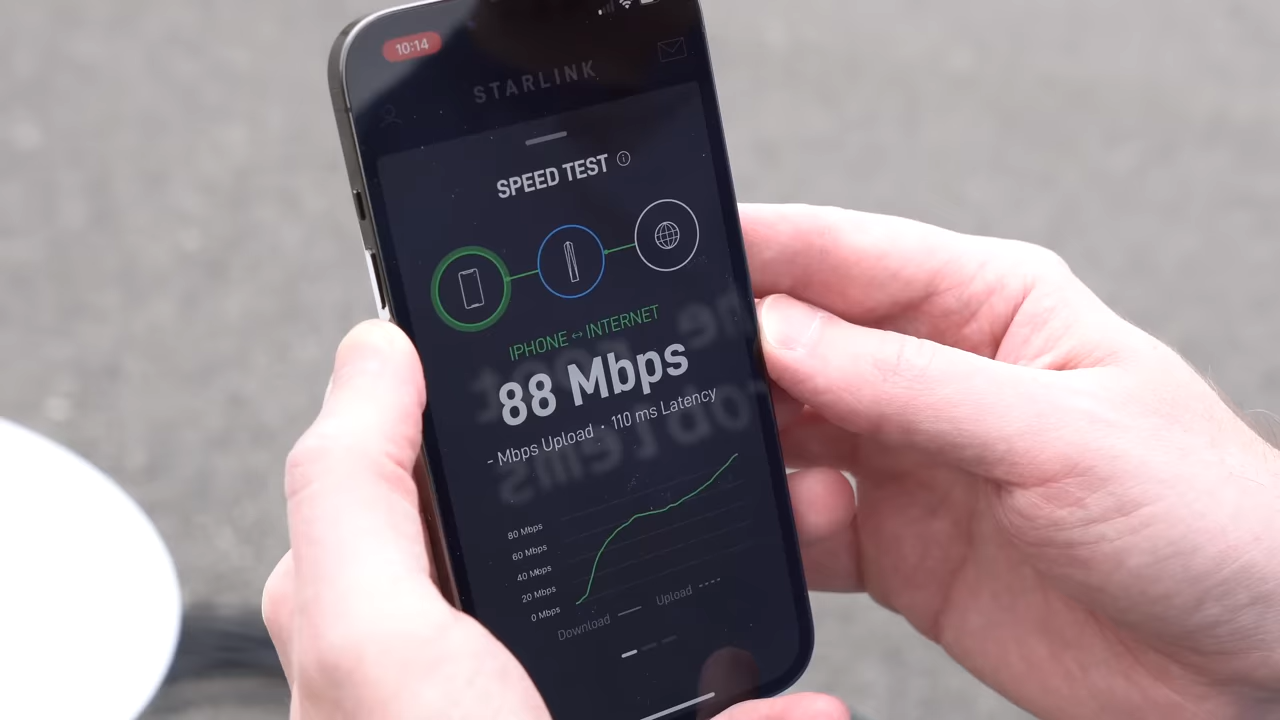 10:14
STARLINK
SPEED TEST
IPHONE ↔ INTERNET
88 Mbps
- Mbps Upload · 110 ms Latency
80 Mbps
60 Mbps
40 Mbps
20 Mbps
0 Mbps
Download Upload